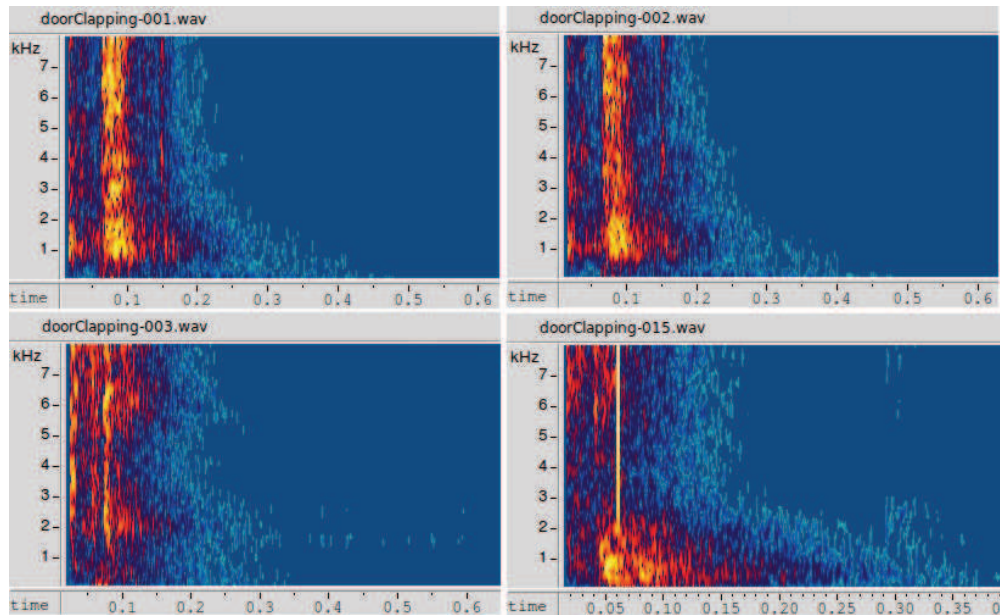 doorClapping-001.wav
kHz
7
6
5
4
3
2
1
time 0.1 0.2 0.3 0.4 0.5 0.6
doorClapping-002.wav
kHz
7
6
5
4
3
2
1
time 0.1 0.2 0.3 0.4 0.5 0.6
doorClapping-003.wav
kHz
7
6
5
4
3
2
1
time 0.1 0.2 0.3 0.4 0.5 0.6
doorClapping-015.wav
kHz
7
6
5
4
3
2
1
time 0.05 0.10 0.15 0.20 0.25 0.30 0.35